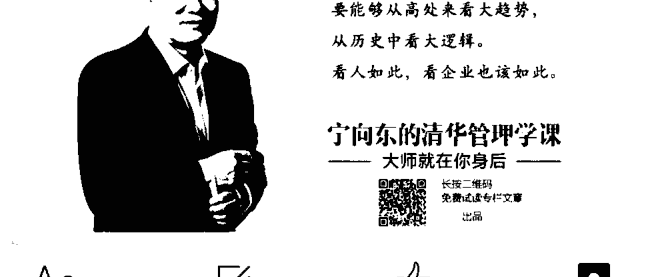 要能够从高处来看大趋势，
从历史中看大逻辑。
看人如此，看企业也该如此。
宁向东的清华管理学课
大师就在你身后
长按二维码
免费试读专栏文章
出品